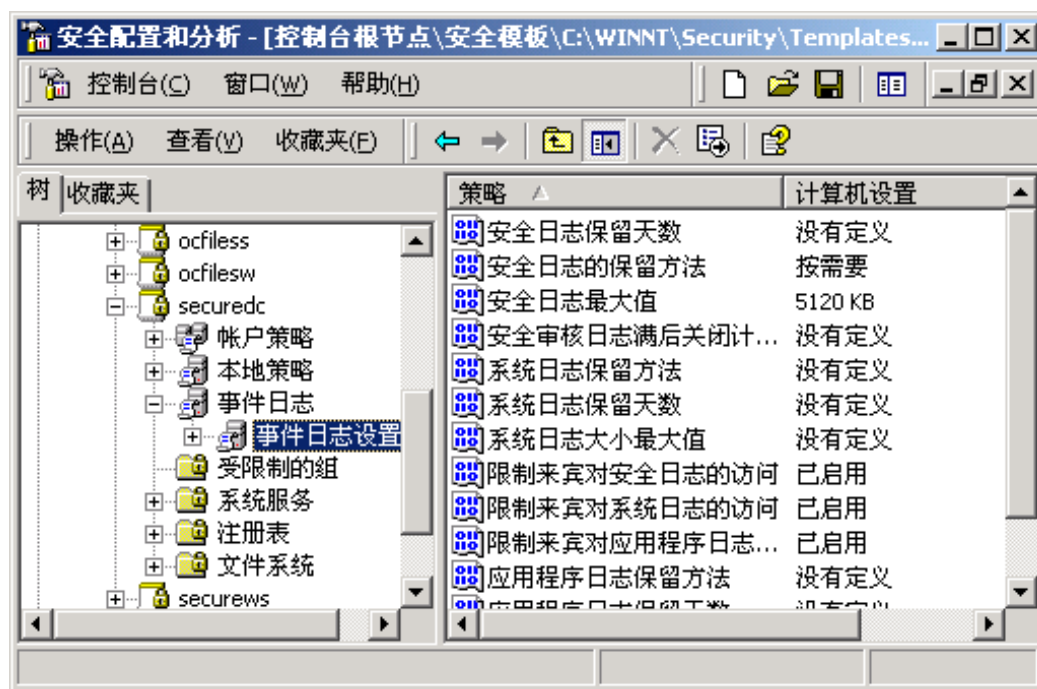 安全配置和分析 - [控制台根节点\安全模板\C:\WINNT\Security\Templates...
控制台(C) 窗口(W) 帮助(H)
操作(A) 查看(V) 收藏夹(F)
树 收藏夹
策略 计算机设置
ocfiless
ocfilesw
securedc
帐户策略
本地策略
事件日志
事件日志设置
受限制的组
系统服务
注册表
文件系统
securews
安全日志保留天数 没有定义
安全日志的保留方法 按需要
安全日志最大值 5120 KB
安全审核日志满后关闭计... 没有定义
系统日志保留方法 没有定义
系统日志保留天数 没有定义
系统日志大小最大值 没有定义
限制来宾对安全日志的访问 已启用
限制来宾对系统日志的访问 已启用
限制来宾对应用程序日志... 已启用
应用程序日志保留方法 没有定义